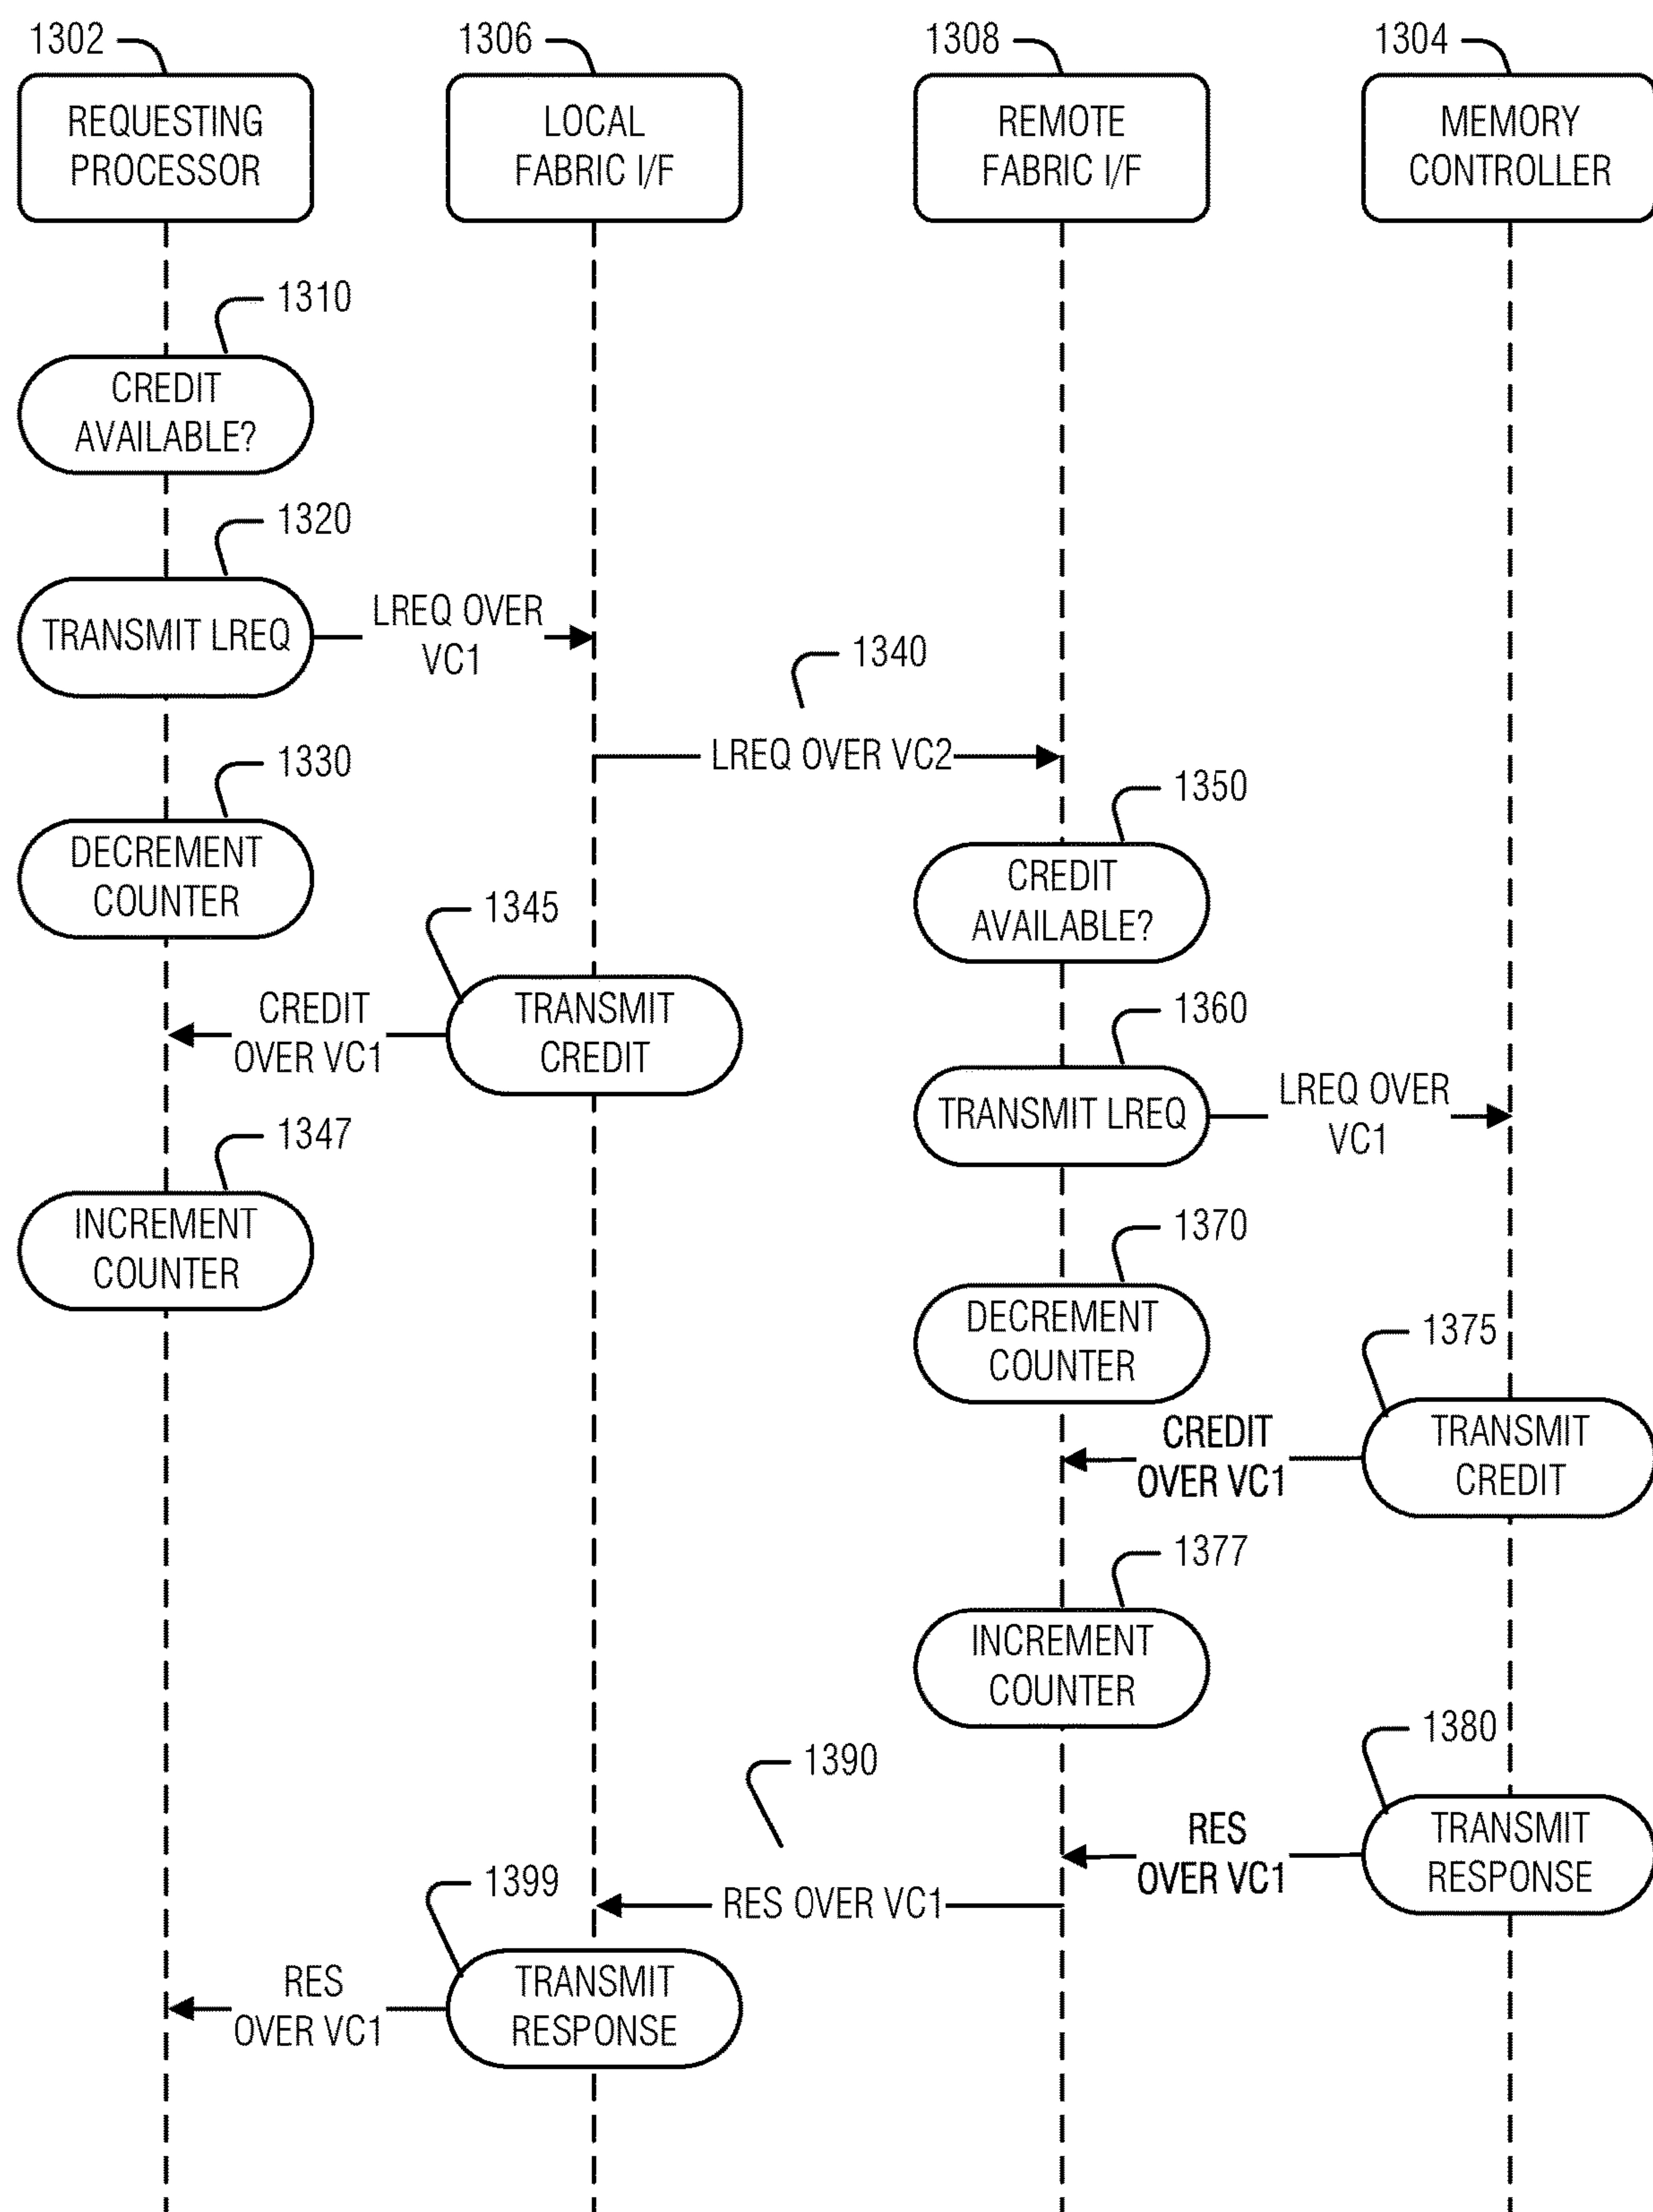 1302
1306
1308
1304
REQUESTING
PROCESSOR
LOCAL
FABRIC I/F
REMOTE
FABRIC I/F
MEMORY
CONTROLLER
1310
CREDIT
AVAILABLE?
1320
TRANSMIT LREQ
LREQ OVER
VC1
1340
LREQ OVER VC2
1330
DECREMENT
COUNTER
1350
CREDIT
AVAILABLE?
1345
TRANSMIT
CREDIT
CREDIT
OVER VC1
1360
TRANSMIT LREQ
LREQ OVER
VC1
1347
INCREMENT
COUNTER
1370
DECREMENT
COUNTER
1375
TRANSMIT
CREDIT
CREDIT
OVER VC1
1377
INCREMENT
COUNTER
1380
TRANSMIT
RESPONSE
RES
OVER VC1
1390
RES OVER VC1
1399
TRANSMIT
RESPONSE
RES
OVER VC1